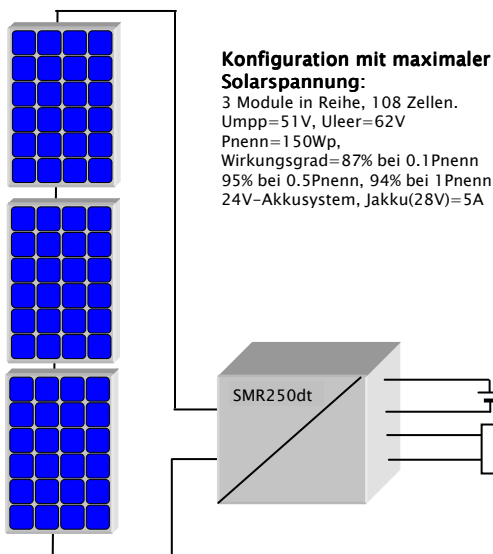 Konfiguration mit maximaler
Solarspannung:
3 Module in Reihe, 108 Zellen.
Umpp=51V, Uleer=62V
Pnenn=150Wp,
Wirkungsgrad=87% bei 0.1Pnenn
95% bei 0.5Pnenn, 94% bei 1Pnenn
24V-Akkusystem, Jakku(28V)=5A
SMR250dt